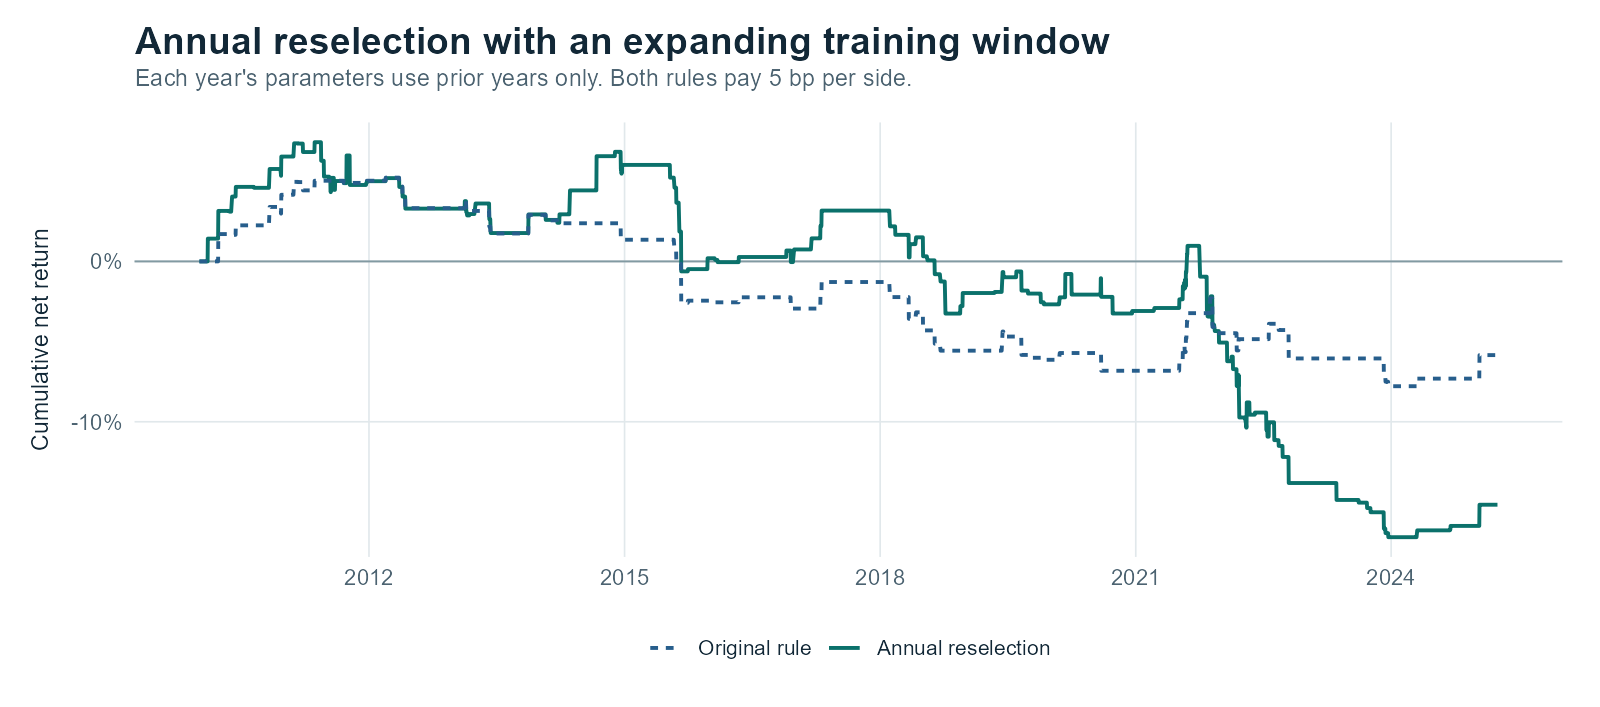 Annual reselection with an expanding training window
Each year's parameters use prior years only. Both rules pay 5 bp per side.
Cumulative net return
0%
-10%
2012
2015
2018
2021
2024
Original rule
Annual reselection